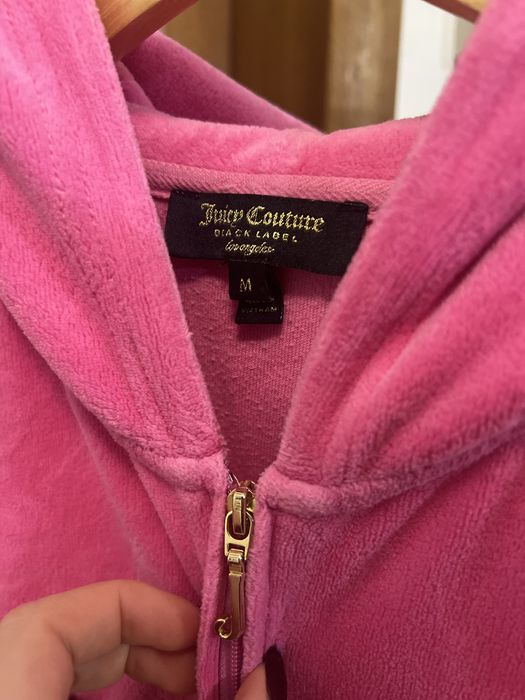 Juicy Couture
BLACK LABEL
los angeles
M
VIETNAM